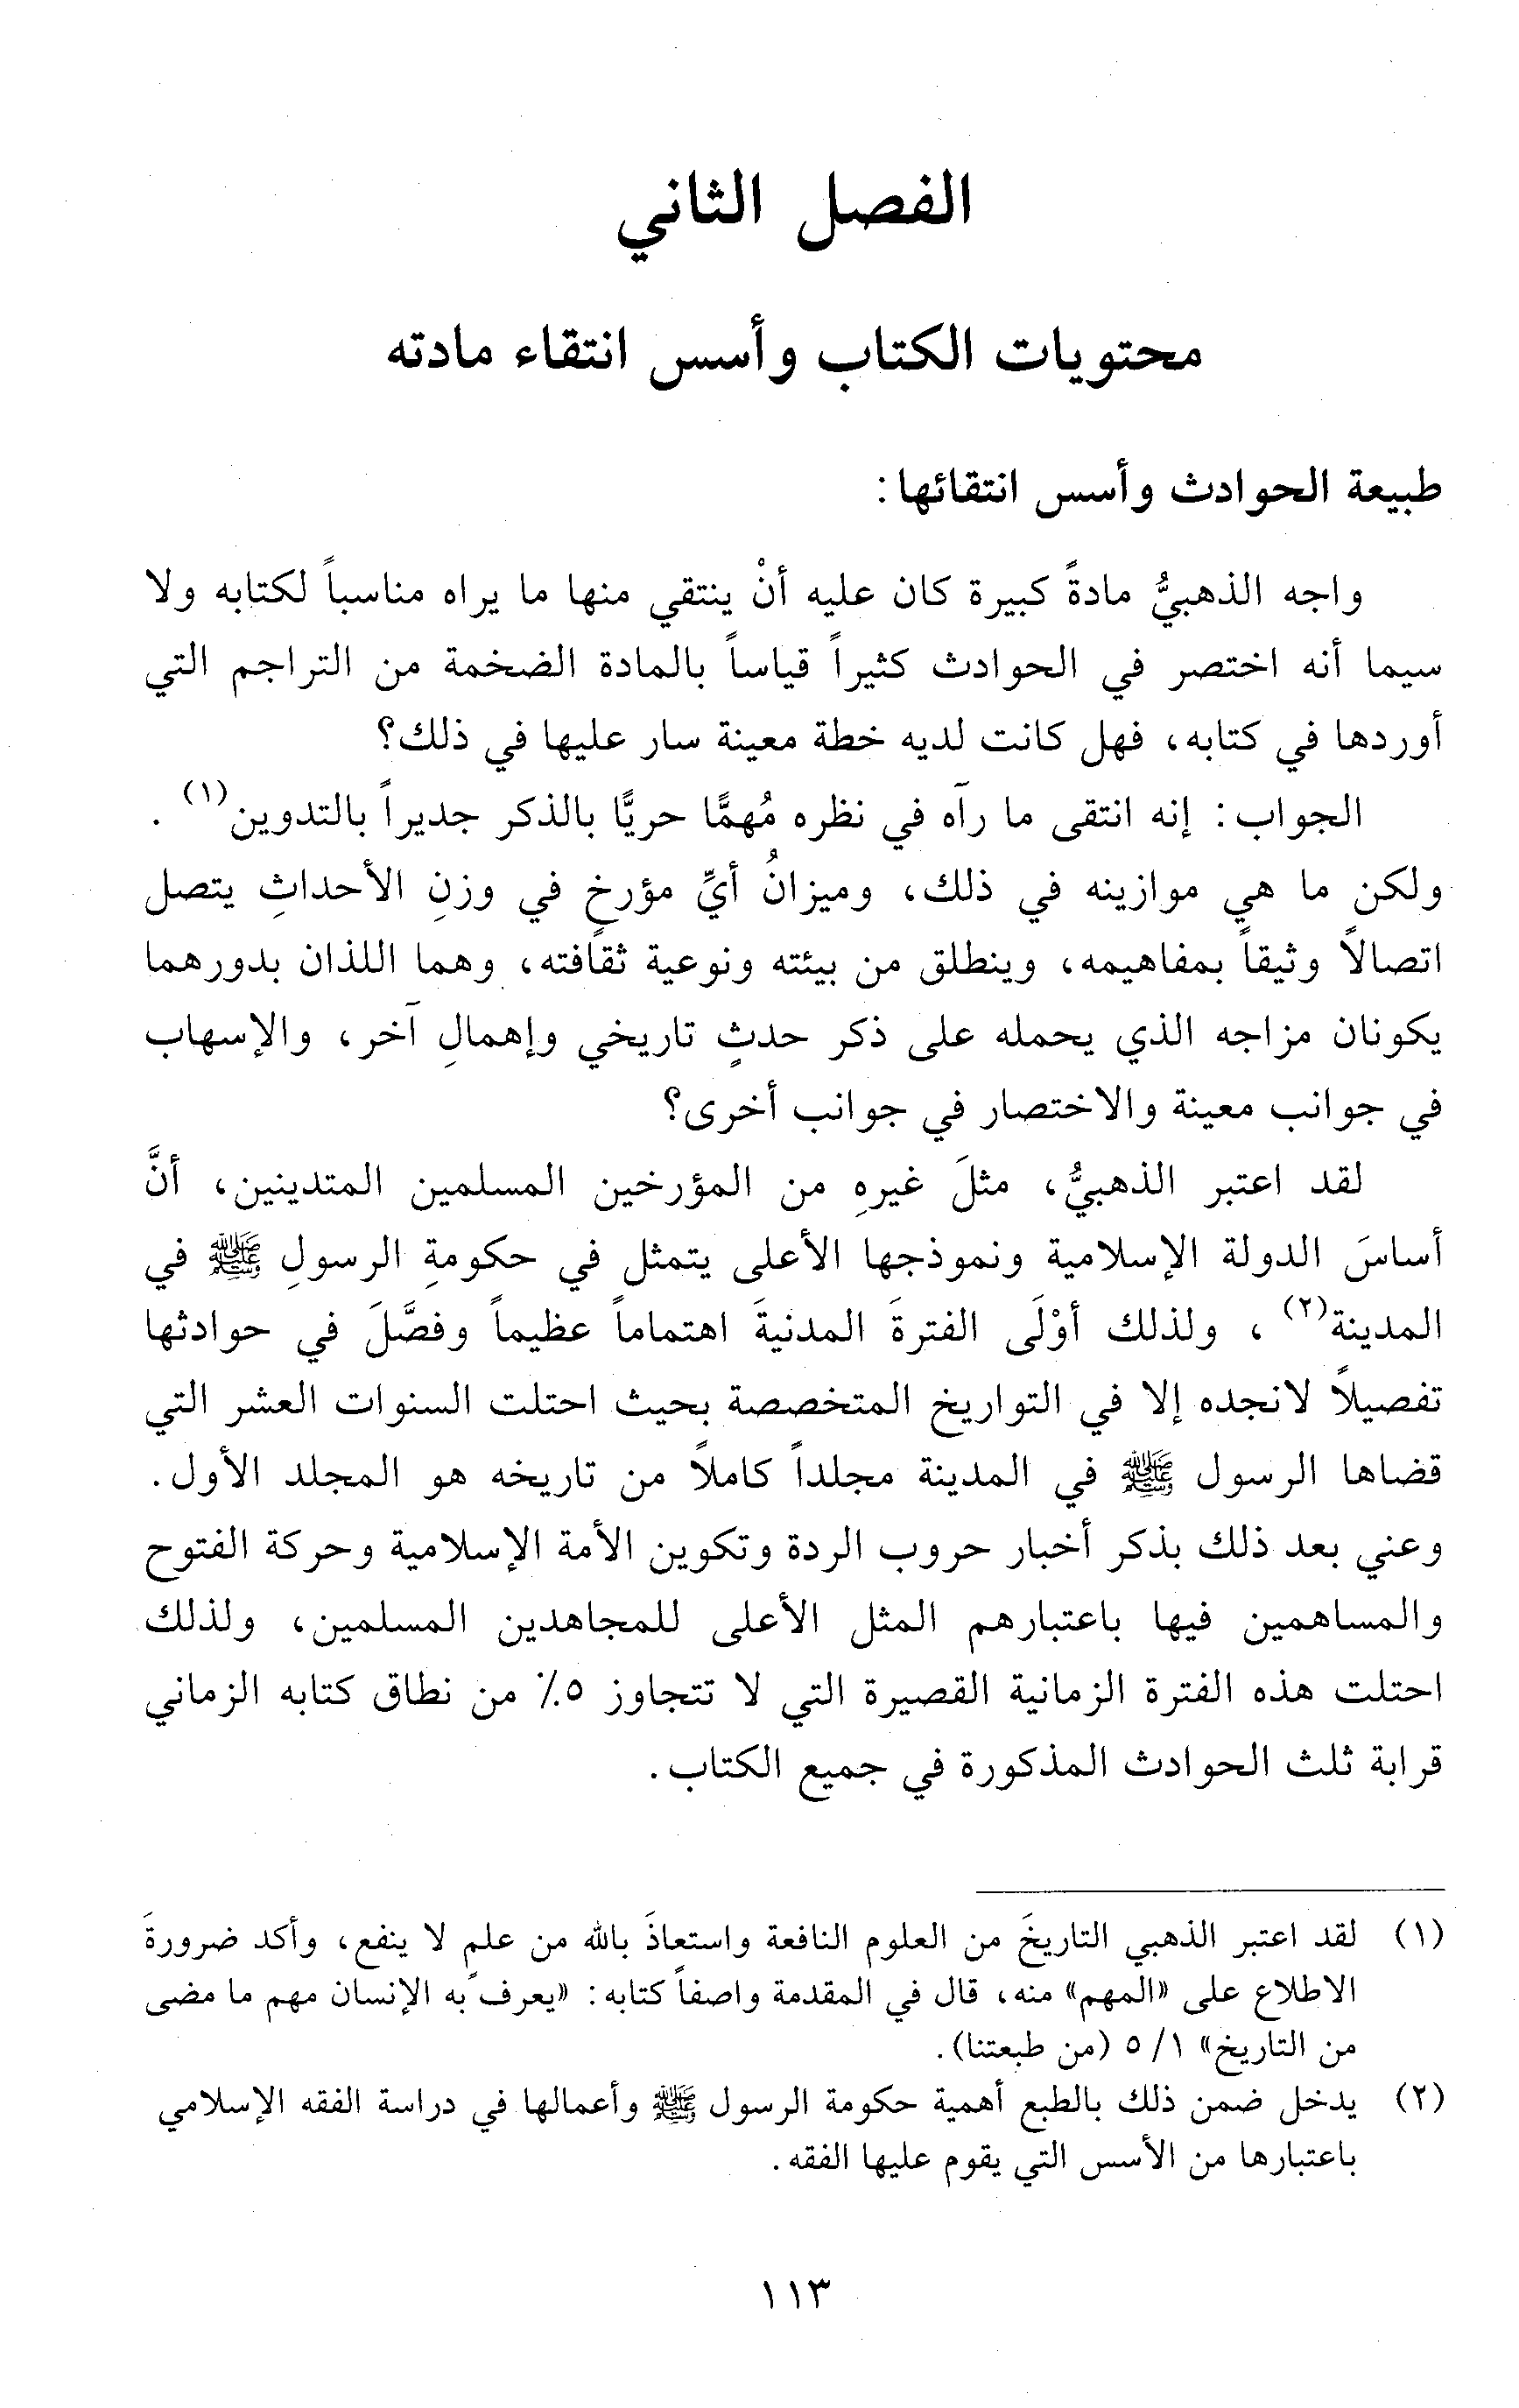 الفصل الثاني
محتويات الكتاب وأسس انتقاء مادته
طبيعة الحوادث وأسس انتقائها:
واجه الذهبيُّ مادةً كبيرة كان عليه أنْ ينتقي منها ما يراه مناسباً لكتابه ولا
سيما أنه اختصر في الحوادث كثيراً قياساً بالمادة الضخمة من التراجم التي
أوردها في كتابه، فهل كانت لديه خطة معينة سار عليها في ذلك؟
الجواب: إنه انتقى ما رآه في نظره مُهمًّا حريًّا بالذكر جديراً بالتدوين(١).
ولكن ما هي موازينه في ذلك، وميزانُ أيِّ مؤرخٍ في وزنِ الأحداثِ يتصل
اتصالاً وثيقاً بمفاهيمه، وينطلق من بيئته ونوعية ثقافته، وهما اللذان بدورهما
يكونان مزاجه الذي يحمله على ذكر حدثٍ تاريخي وإهمالِ آخر، والإسهاب
في جوانب معينة والاختصار في جوانب أخرى؟
لقد اعتبر الذهبيُّ، مثلَ غيرهِ من المؤرخين المسلمين المتدينين، أنَّ
أساسَ الدولة الإسلامية ونموذجها الأعلى يتمثل في حكومةِ الرسولِ ﷺ في
المدينة(٢)، ولذلك أوْلَى الفترةَ المدنيةَ اهتماماً عظيماً وفصَّلَ في حوادثها
تفصيلاً لانجده إلا في التواريخ المتخصصة بحيث احتلت السنوات العشر التي
قضاها الرسول ﷺ في المدينة مجلداً كاملاً من تاريخه هو المجلد الأول.
وعني بعد ذلك بذكر أخبار حروب الردة وتكوين الأمة الإسلامية وحركة الفتوح
والمساهمين فيها باعتبارهم المثل الأعلى للمجاهدين المسلمين، ولذلك
احتلت هذه الفترة الزمانية القصيرة التي لا تتجاوز ٥٪ من نطاق كتابه الزماني
قرابة ثلث الحوادث المذكورة في جميع الكتاب.
(١) لقد اعتبر الذهبي التاريخَ من العلوم النافعة واستعاذَ بالله من علمٍ لا ينفع، وأكد ضرورةَ
الاطلاع على «المهم» منه، قال في المقدمة واصفاً كتابه: «يعرف به الإنسان مهم ما مضى
من التاريخ» ١/ ٥ (من طبعتنا).
(٢) يدخل ضمن ذلك بالطبع أهمية حكومة الرسول ﷺ وأعمالها في دراسة الفقه الإسلامي
باعتبارها من الأسس التي يقوم عليها الفقه.
١١٣